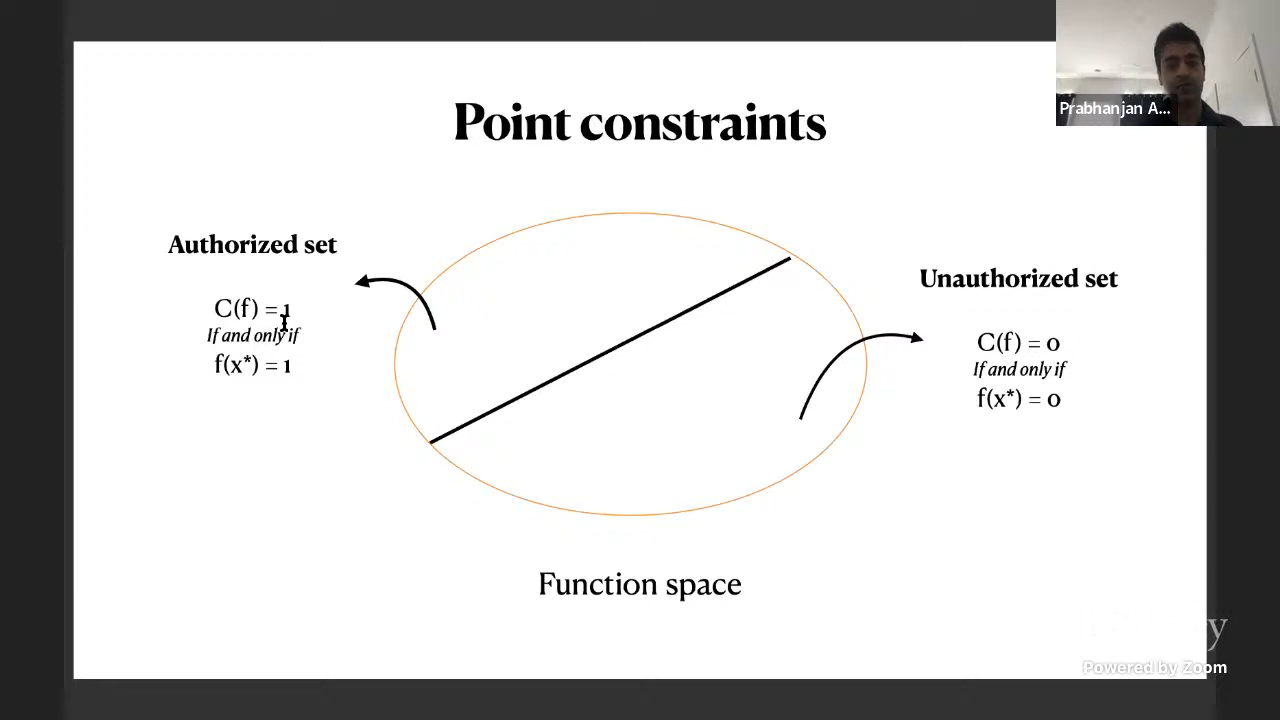 Prabhanjan A...
Point constraints
Authorized set
C(f) = 1
If and only if
f(x*) = 1
Unauthorized set
C(f) = 0
If and only if
f(x*) = 0
Function space
Powered by Zoom